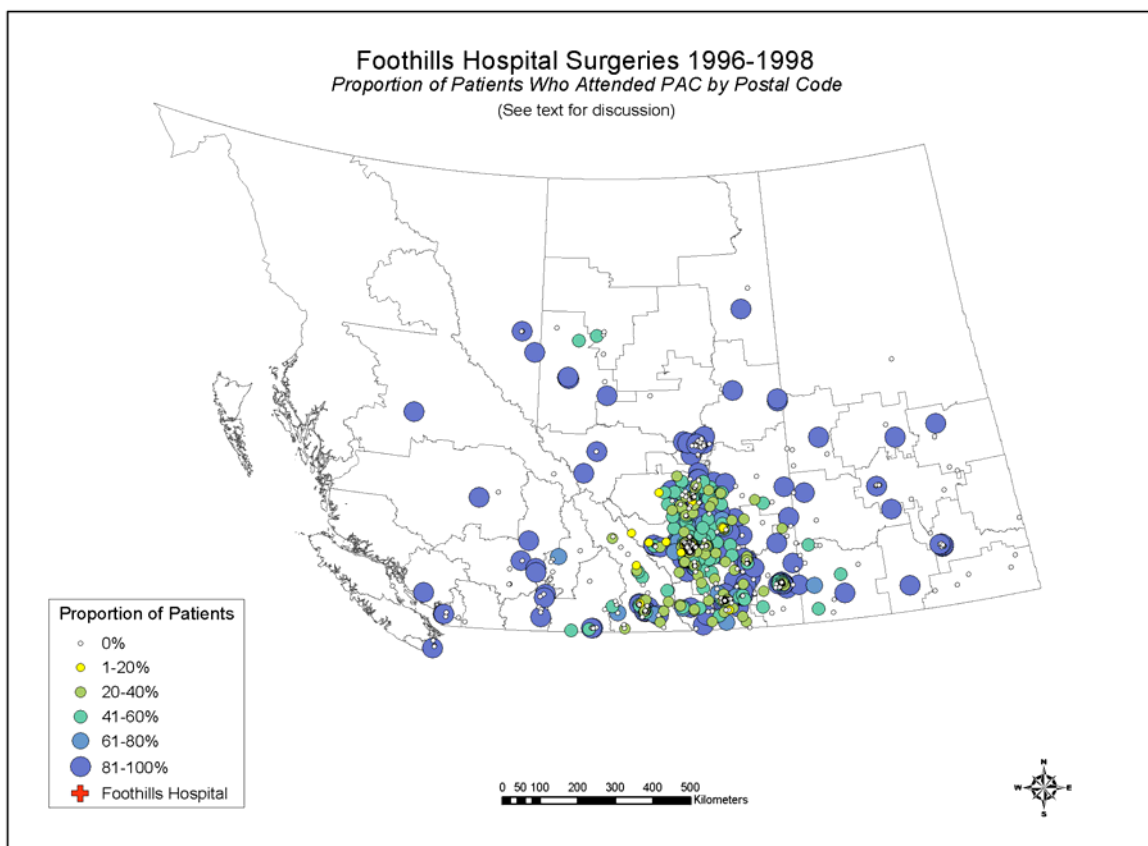 Foothills Hospital Surgeries 1996-1998
Proportion of Patients Who Attended PAC by Postal Code
(See text for discussion)
Proportion of Patients
0%
1-20%
20-40%
41-60%
61-80%
81-100%
Foothills Hospital
0 50 100 200 300 400 500
Kilometers
N
W E
S